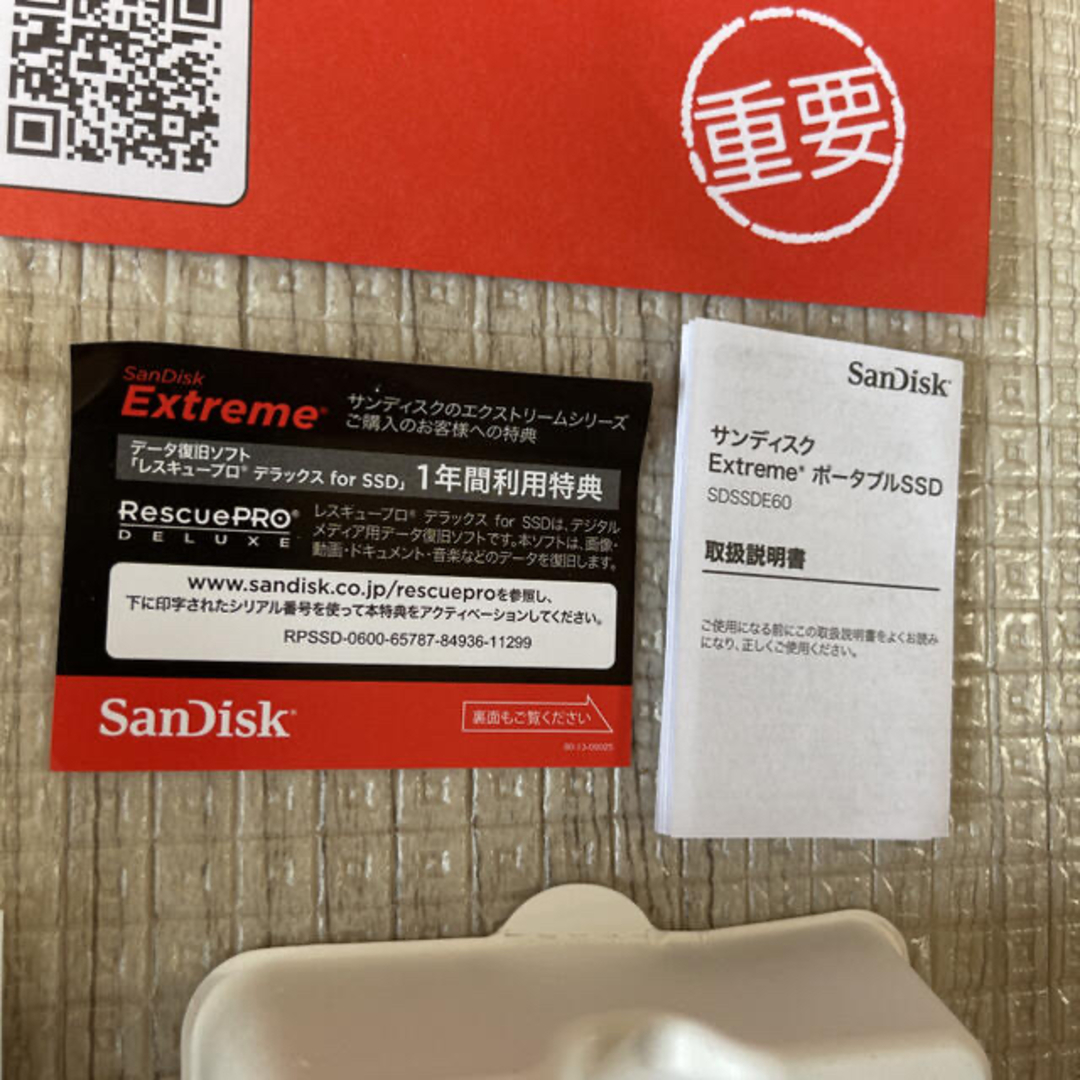 重要
SanDisk
Extreme®
サンディスクのエクストリームシリーズ
ご購入のお客様への特典
データ復旧ソフト
「レスキュープロ® デラックス for SSD」 1年間利用特典
RescuePRO®
DELUXE
レスキュープロ® デラックス for SSDは、デジタル
メディア用データ復旧ソフトです。本ソフトは、画像・
動画・ドキュメント・音楽などのデータを復旧します。
www.sandisk.co.jp/rescueproを参照し、
下に印字されたシリアル番号を使って本特典をアクティベーションしてください。
RPSSD-0600-65787-84936-11299
SanDisk®
裏面もご覧ください
SanDisk®
サンディスク
Extreme® ポータブルSSD
SDSSDE60
取扱説明書
ご使用になる前にこの取扱説明書をよくお読み
になり、正しくご使用ください。